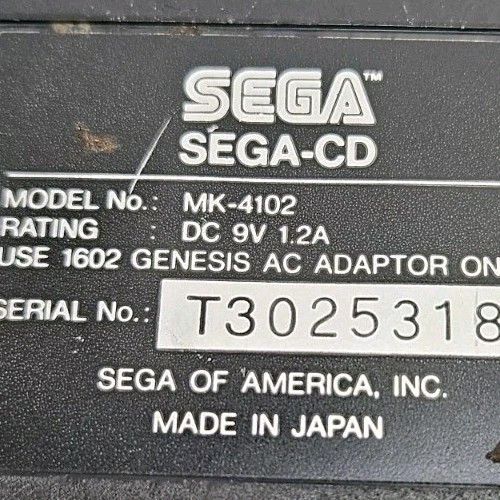 SEGA™
SEGA-CD
MODEL No.: MK-4102
RATING : DC 9V 1.2A
USE 1602 GENESIS AC ADAPTOR ON
SERIAL No.: T3025318
SEGA OF AMERICA, INC.
MADE IN JAPAN